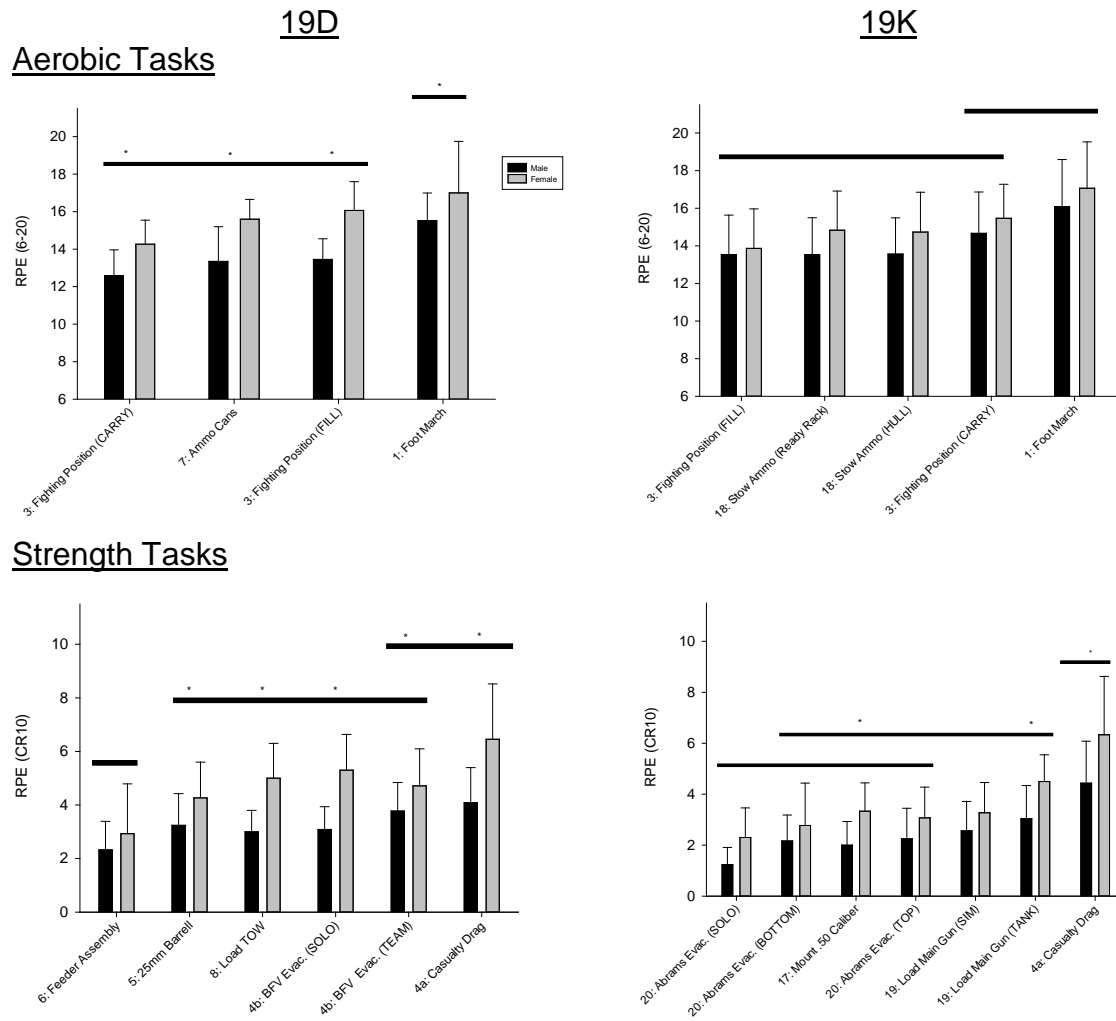 19D
19K
Aerobic Tasks
*
* * *
20
18
16
14
12
10
8
6
RPE (6-20)
Male
Female
3: Fighting Position (CARRY)
7: Ammo Cans
3: Fighting Position (FILL)
1: Foot March
20
18
16
14
12
10
8
6
RPE (6-20)
3: Fighting Position (FILL)
18: Stow Ammo (Ready Rack)
18: Stow Ammo (HULL)
3: Fighting Position (CARRY)
1: Foot March
Strength Tasks
* *
* * *
10
8
6
4
2
0
RPE (CR10)
6: Feeder Assembly
5: 25mm Barrell
8: Load TOW
4b: BFV Evac. (SOLO)
4b: BFV Evac. (TEAM)
4a: Casualty Drag
*
* *
10
8
6
4
2
0
RPE (CR10)
20: Abrams Evac. (SOLO)
20: Abrams Evac. (BOTTOM)
17: Mount .50 Caliber
20: Abrams Evac. (TOP)
19: Load Main Gun (SIM)
19: Load Main Gun (TANK)
4a: Casualty Drag